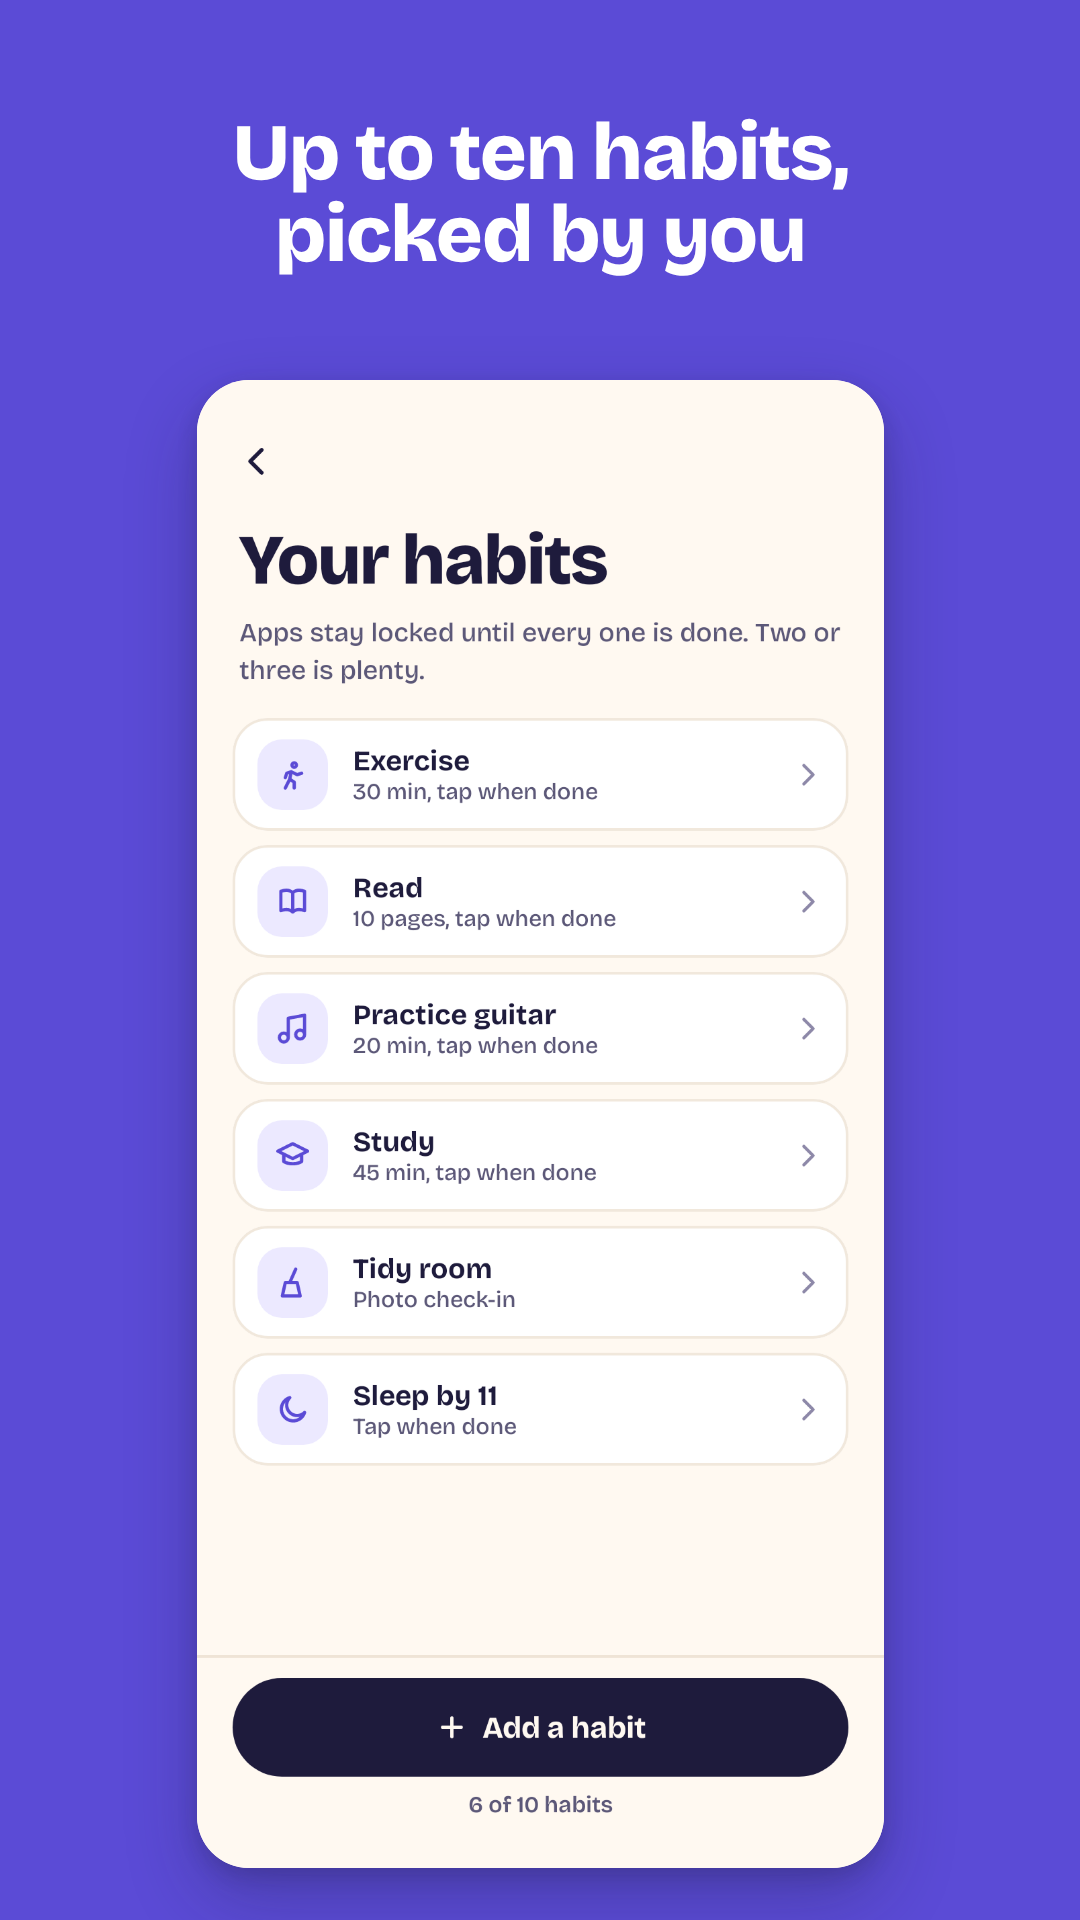 Up to ten habits,
picked by you
Your habits
Apps stay locked until every one is done. Two or
three is plenty.
Exercise
30 min, tap when done
Read
10 pages, tap when done
Practice guitar
20 min, tap when done
Study
45 min, tap when done
Tidy room
Photo check-in
Sleep by 11
Tap when done
Add a habit
6 of 10 habits